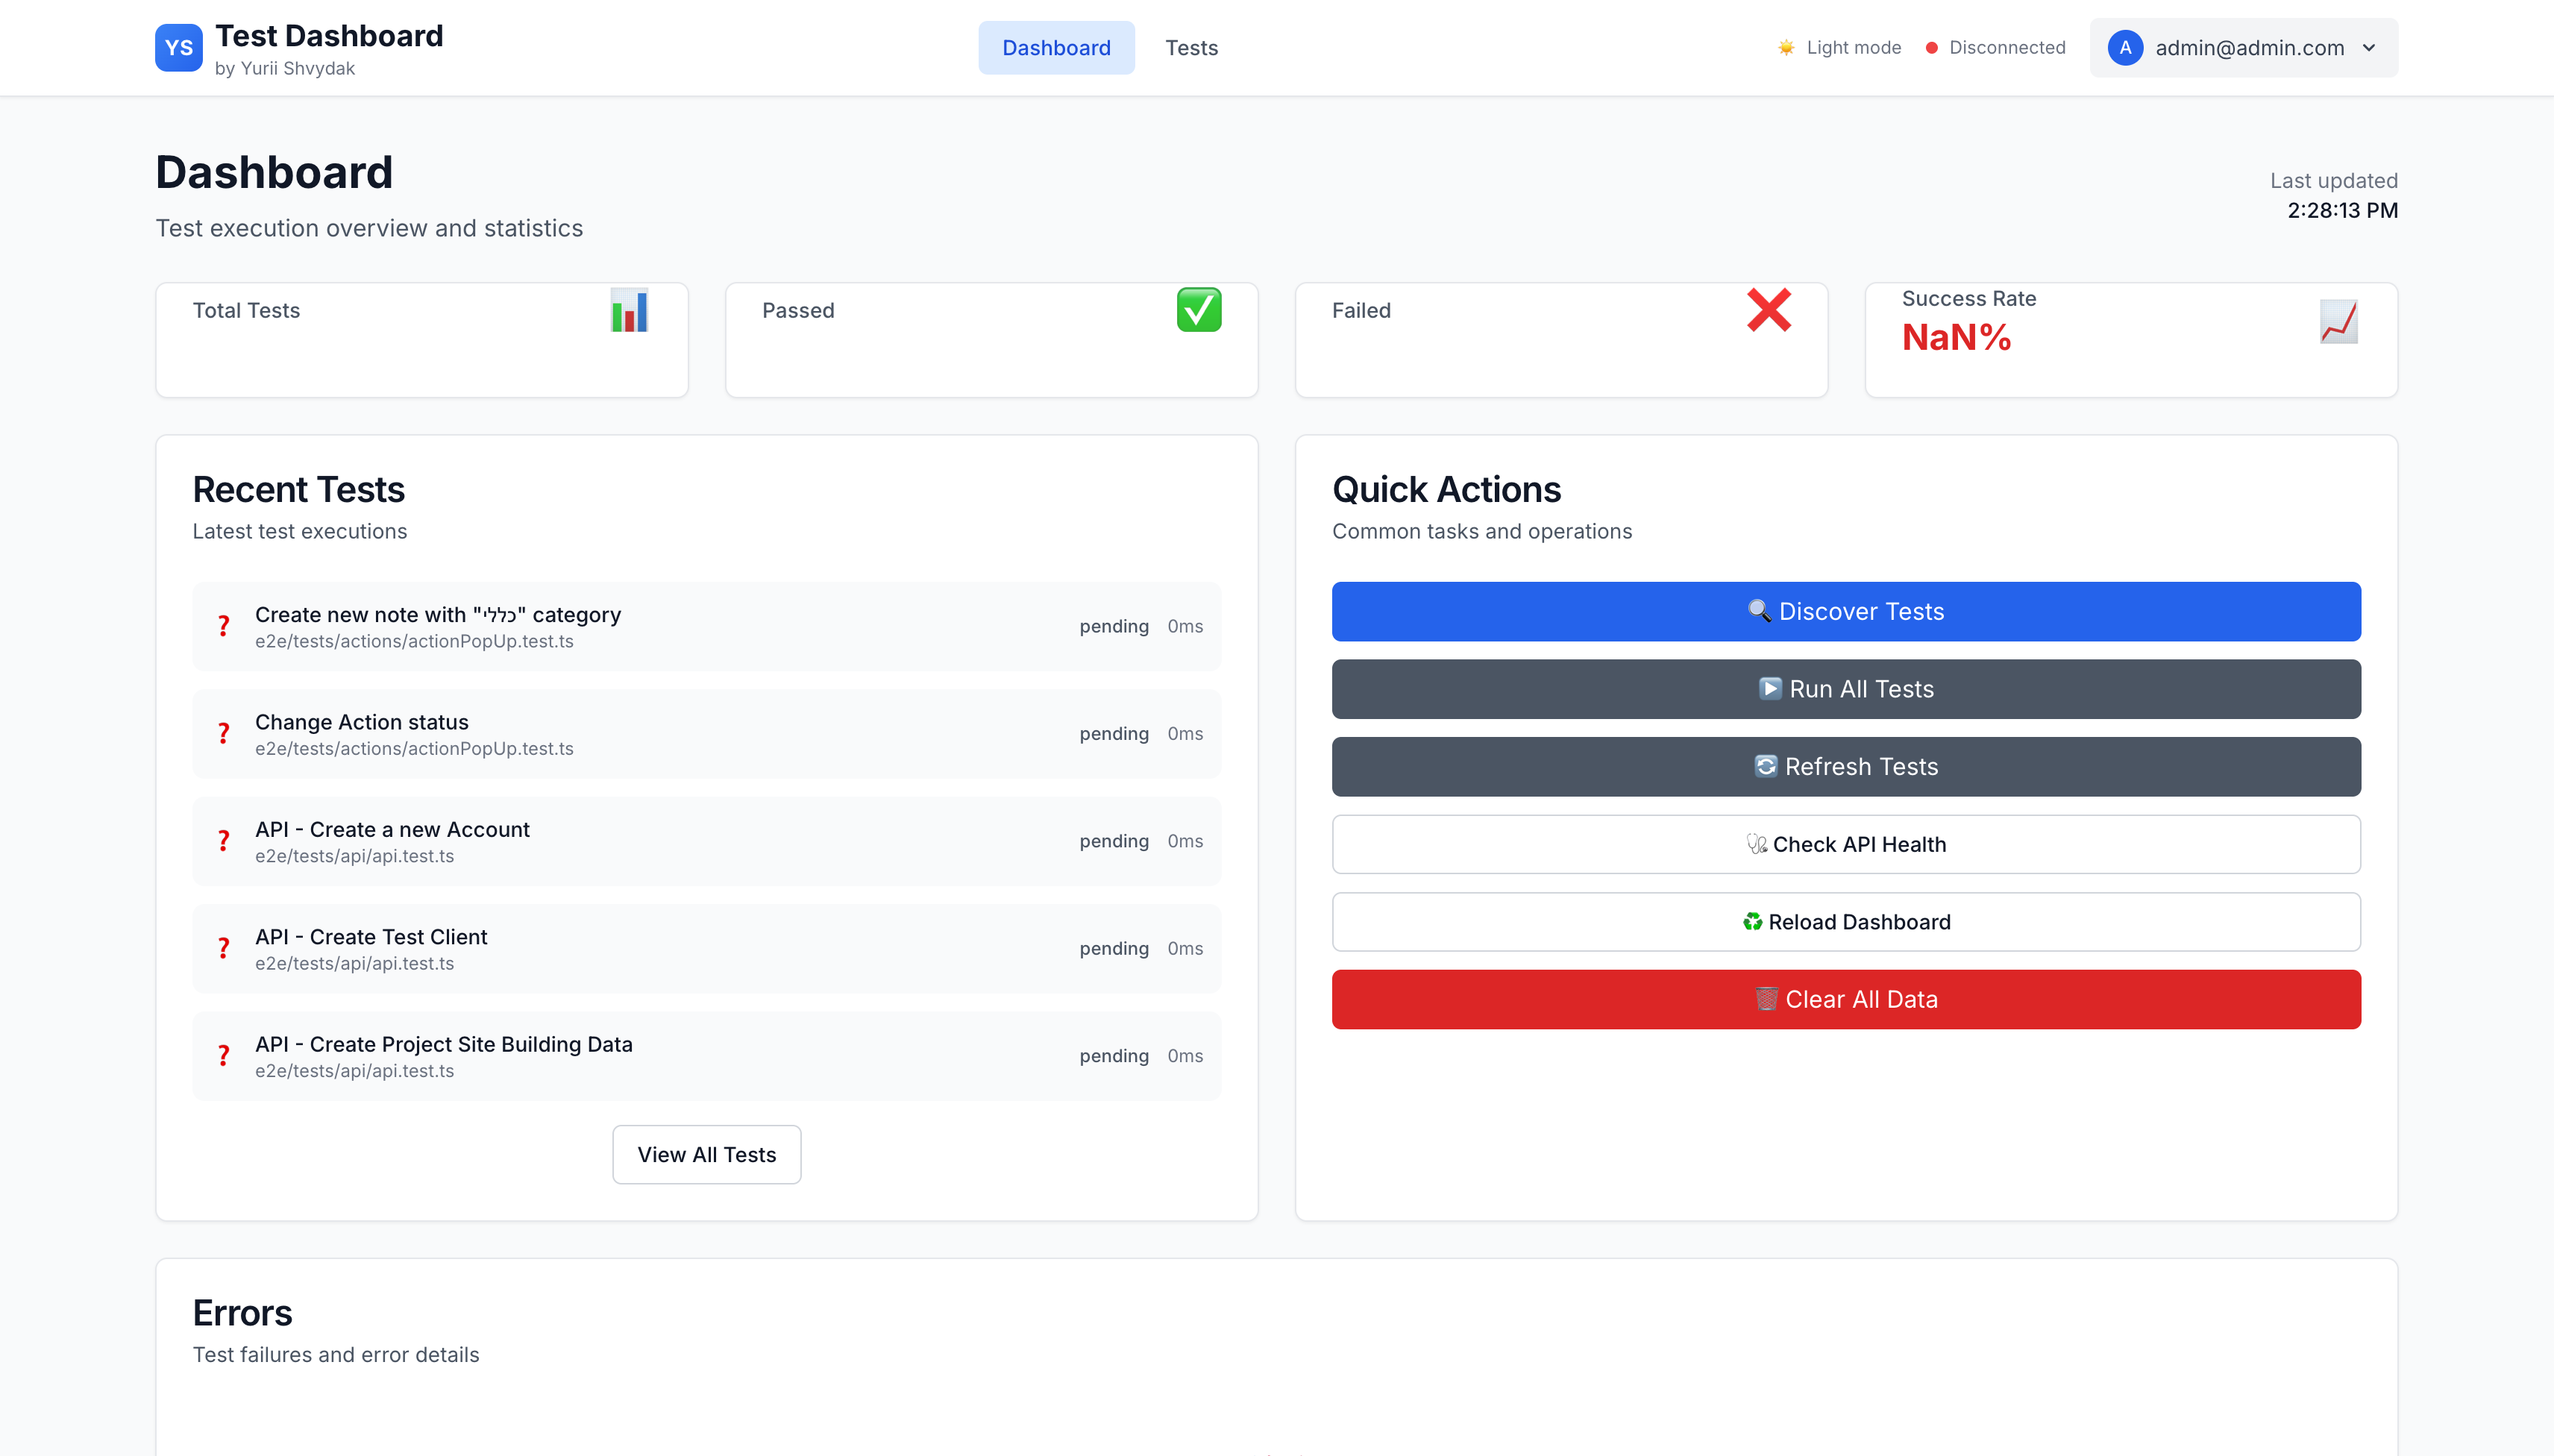 YS
Test Dashboard
by Yurii Shvydak
Dashboard
Tests
Light mode
Disconnected
A
admin@admin.com
Dashboard
Test execution overview and statistics
Last updated
2:28:13 PM
Total Tests
Passed
Failed
Success Rate
NaN%
Recent Tests
Latest test executions
Create new note with "כללי" category
e2e/tests/actions/actionPopUp.test.ts
pending 0ms
Change Action status
e2e/tests/actions/actionPopUp.test.ts
pending 0ms
API - Create a new Account
e2e/tests/api/api.test.ts
pending 0ms
API - Create Test Client
e2e/tests/api/api.test.ts
pending 0ms
API - Create Project Site Building Data
e2e/tests/api/api.test.ts
pending 0ms
View All Tests
Quick Actions
Common tasks and operations
Discover Tests
Run All Tests
Refresh Tests
Check API Health
Reload Dashboard
Clear All Data
Errors
Test failures and error details